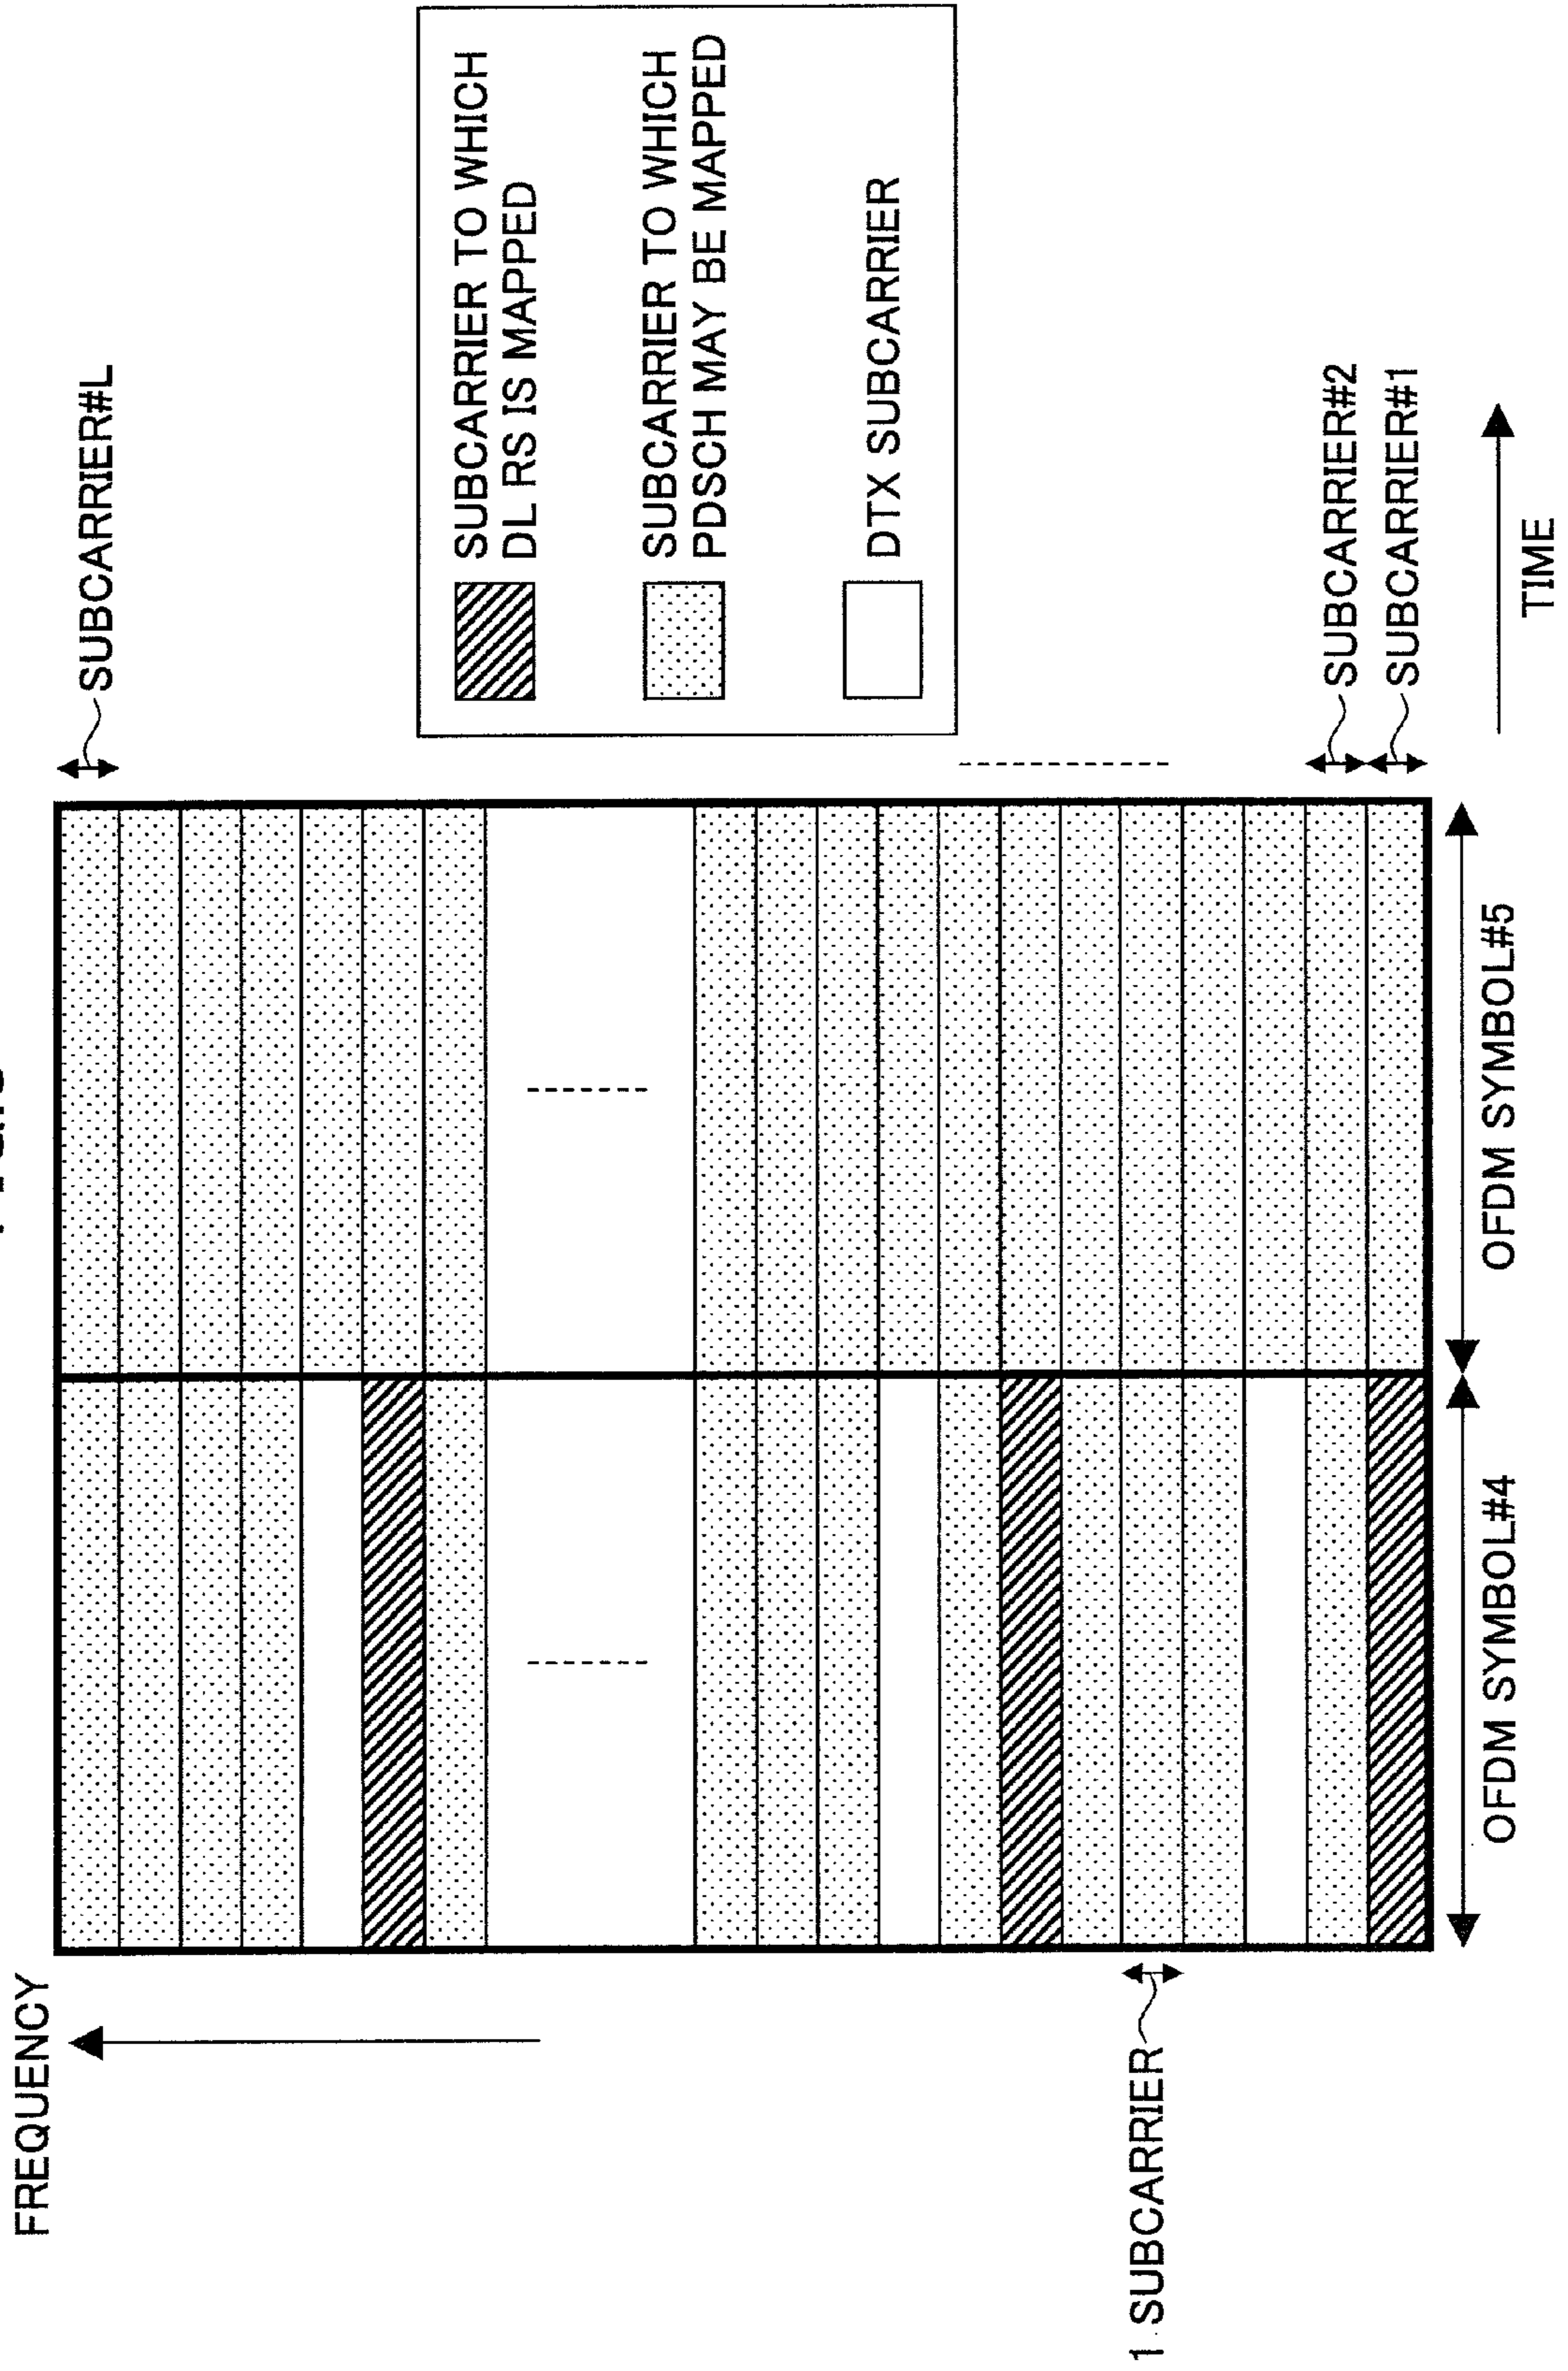 FREQUENCY
SUBCARRIER#L
SUBCARRIER TO WHICH
DL RS IS MAPPED
SUBCARRIER TO WHICH
PDSCH MAY BE MAPPED
DTX SUBCARRIER
1 SUBCARRIER
SUBCARRIER#2
SUBCARRIER#1
OFDM SYMBOL#4
OFDM SYMBOL#5
TIME